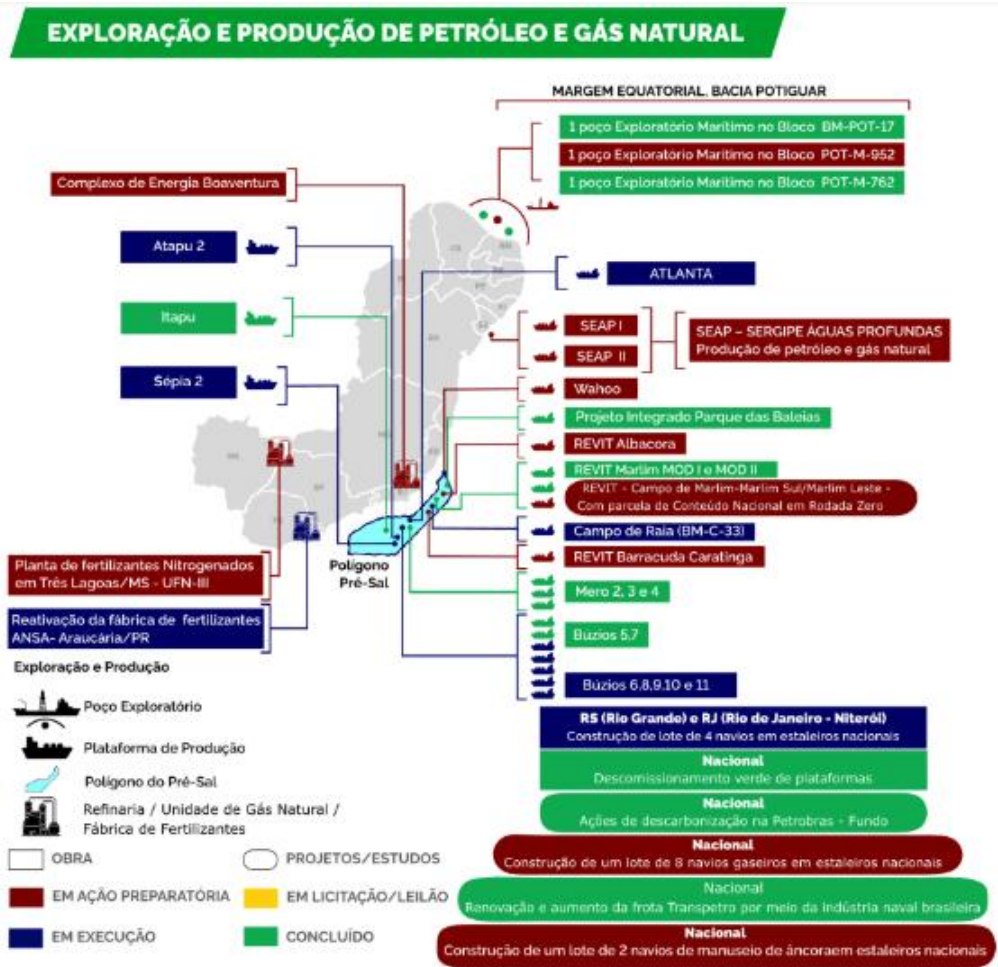 EXPLORAÇÃO E PRODUÇÃO DE PETRÓLEO E GÁS NATURAL
MARGEM EQUATORIAL, BACIA POTIGUAR
1 poço Exploratório Marítimo no Bloco BM-POT-17
1 poço Exploratório Marítimo no Bloco POT-M-952
1 poço Exploratório Marítimo no Bloco POT-M-762
Complexo de Energia Boaventura
Atapu 2
Itapu
Sépia 2
ATLANTA
SEAP I
SEAP II
SEAP – SERGIPE ÁGUAS PROFUNDAS
Produção de petróleo e gás natural
Wahoo
Projeto Integrado Parque das Baleias
REVIT Albacora
REVIT Marlim MOD I e MOD II
REVIT - Campo de Marlim-Marlim Sul/Marlim Leste -
Com parcela de Conteúdo Nacional em Rodada Zero
Campo de Raia (BM-C-33)
REVIT Barracuda Caratinga
Mero 2, 3 e 4
Búzios 5,7
Búzios 6,8,9,10 e 11
Polígono
Pré-Sal
Planta de fertilizantes Nitrogenados
em Três Lagoas/MS - UFN-III
Reativação da fábrica de fertilizantes
ANSA- Araucária/PR
Exploração e Produção
Poço Exploratório
Plataforma de Produção
Polígono do Pré-Sal
Refinaria / Unidade de Gás Natural /
Fábrica de Fertilizantes
OBRA
PROJETOS/ESTUDOS
EM AÇÃO PREPARATÓRIA
EM LICITAÇÃO/LEILÃO
EM EXECUÇÃO
CONCLUÍDO
RS (Rio Grande) e RJ (Rio de Janeiro - Niterói)
Construção de lote de 4 navios em estaleiros nacionais
Nacional
Descomissionamento verde de plataformas
Nacional
Ações de descarbonização na Petrobras - Fundo
Nacional
Construção de um lote de 8 navios gaseiros em estaleiros nacionais
Nacional
Renovação e aumento da frota Transpetro por meio da indústria naval brasileira
Nacional
Construção de um lote de 2 navios de manuseio de âncoraem estaleiros nacionais